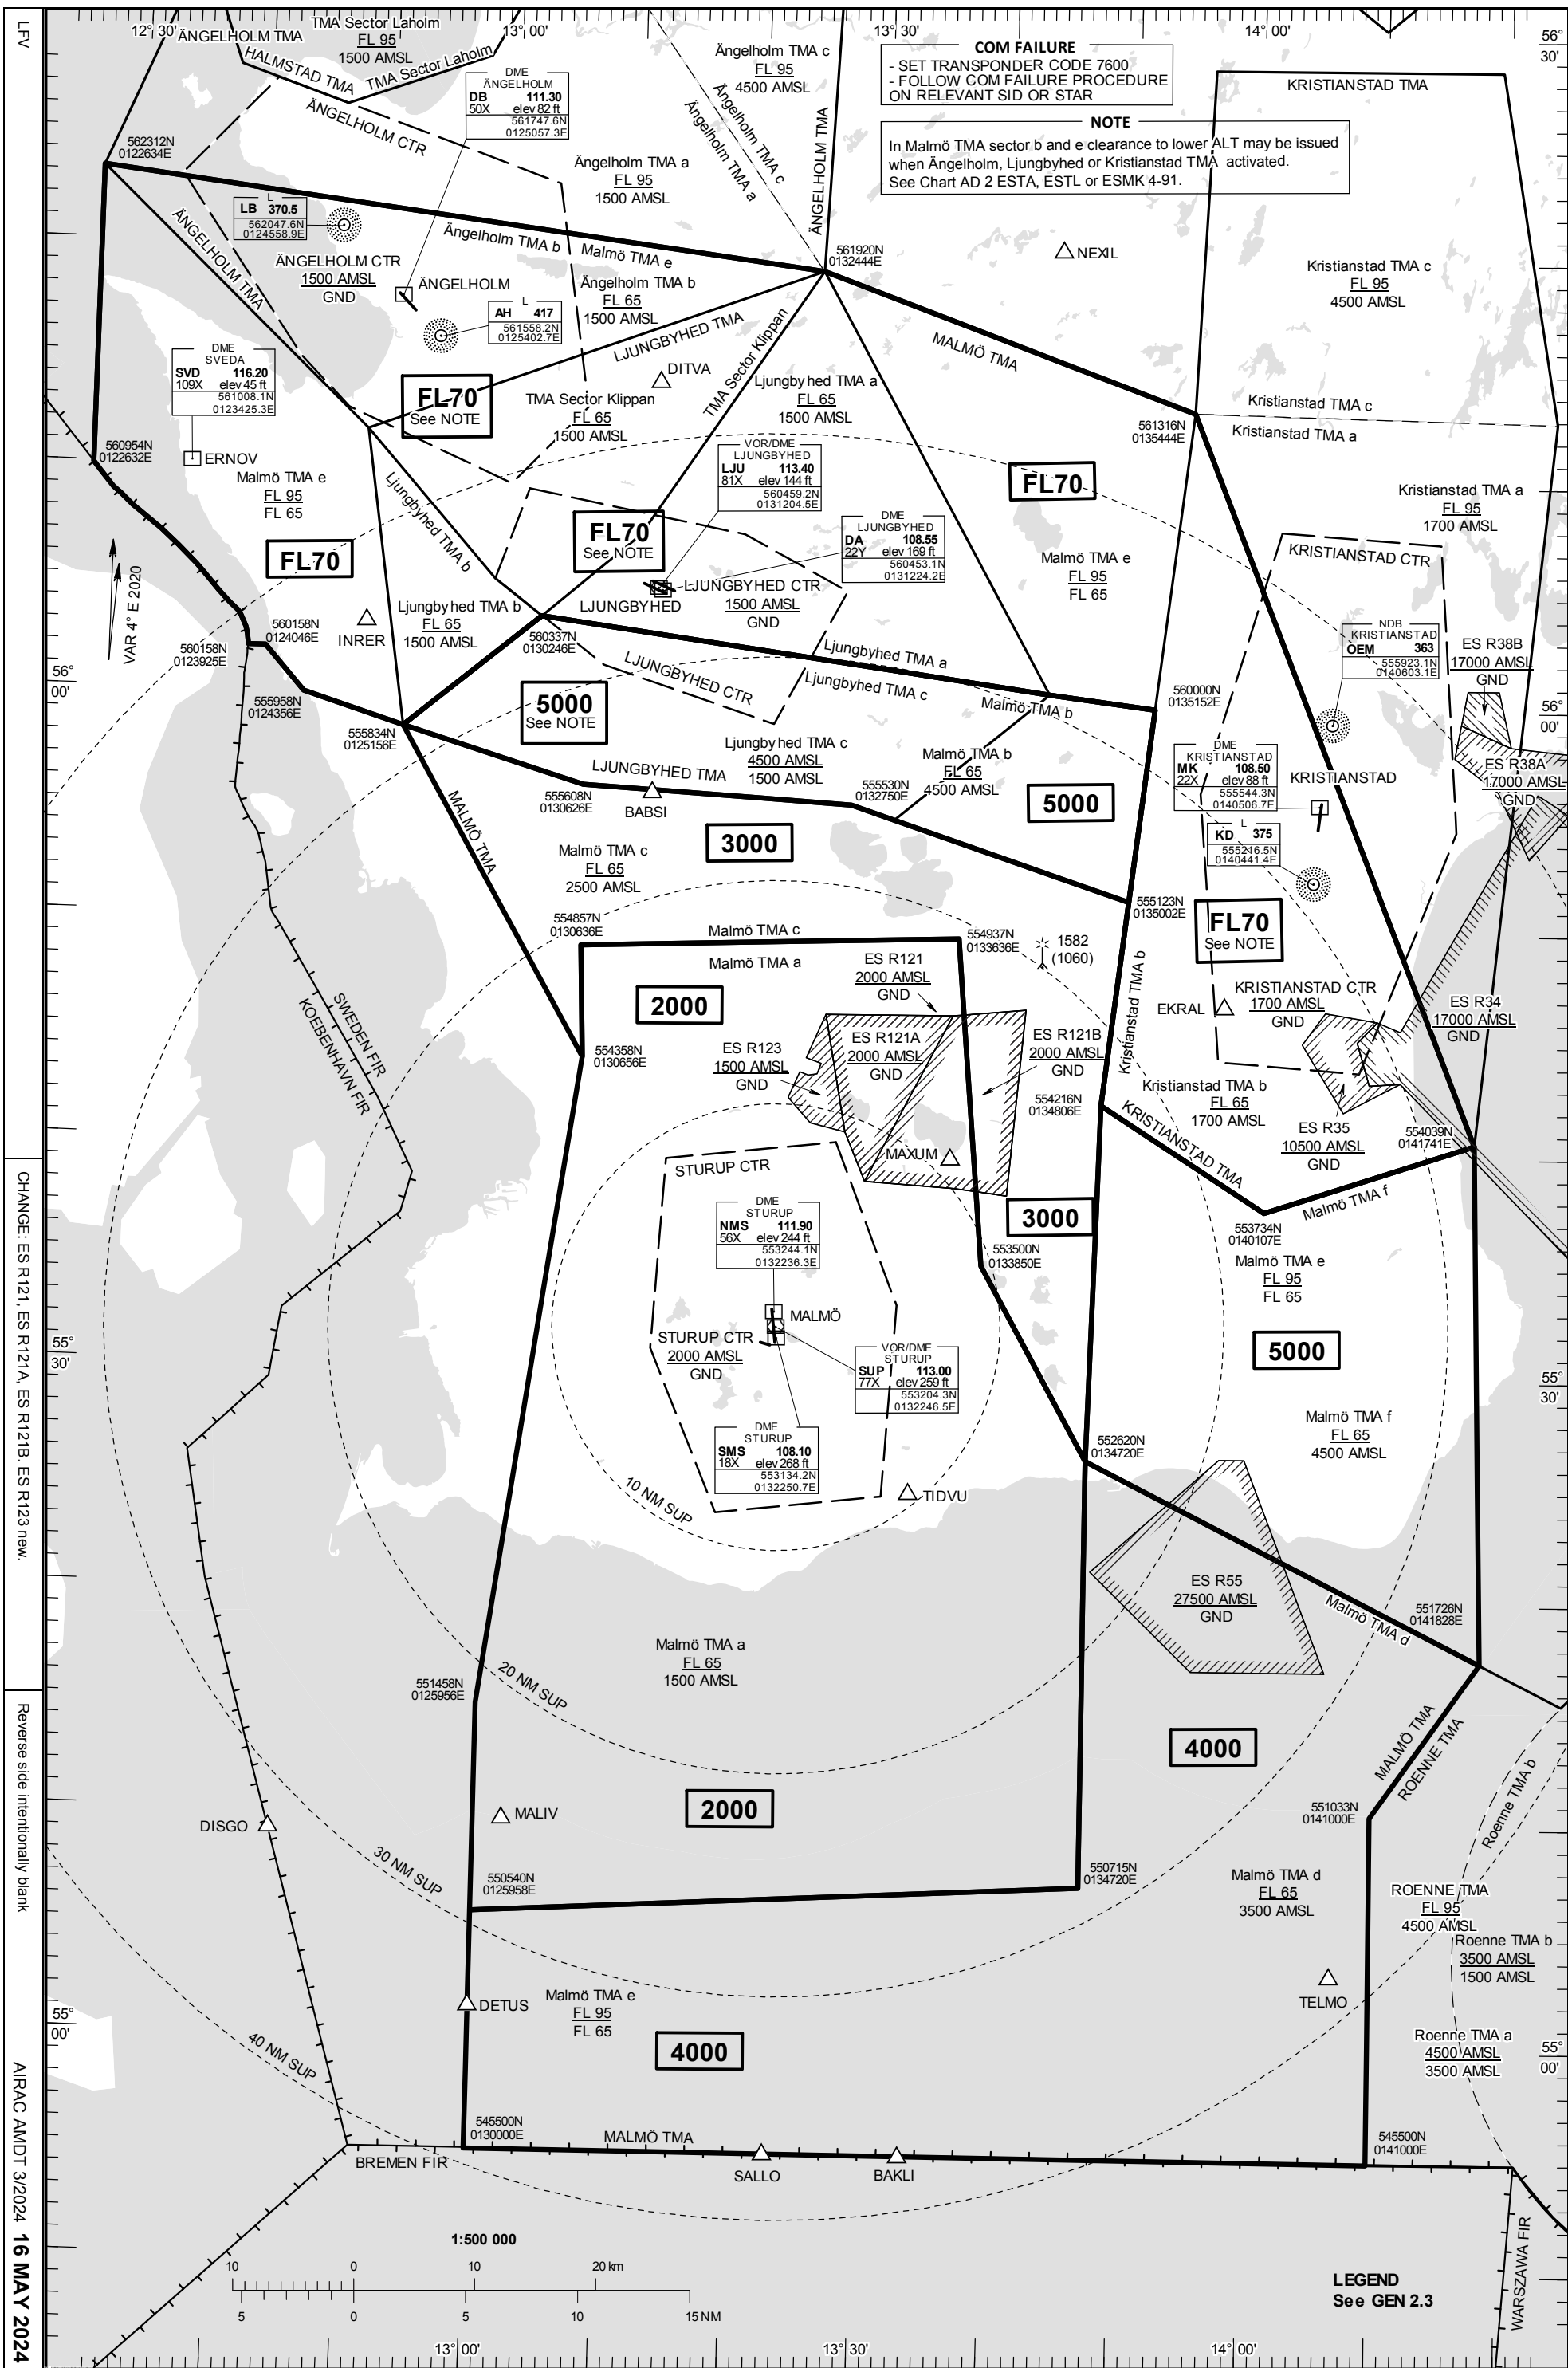 LFV
CHANGE: ES R121, ES R121A, ES R121B. ES R123 new.
Reverse side intentionally blank
AIRAC AMDT 3/2024 16 MAY 2024
12° 30'
13° 00'
13° 30'
14° 00'
56°
30'
TMA Sector Laholm
FL 95
1500 AMSL
ÄNGELHOLM TMA
HALMSTAD TMA
TMA Sector Laholm
ÄNGELHOLM CTR
DME
ÄNGELHOLM
DB 111.30
50X elev 82 ft
561747.6N
0125057.3E
Ängelholm TMA c
FL 95
4500 AMSL
Ängelholm TMA c
Ängelholm TMA a
ÄNGELHOLM TMA
COM FAILURE
- SET TRANSPONDER CODE 7600
- FOLLOW COM FAILURE PROCEDURE
ON RELEVANT SID OR STAR
NOTE
In Malmö TMA sector b and e clearance to lower ALT may be issued
when Ängelholm, Ljungbyhed or Kristianstad TMA activated.
See Chart AD 2 ESTA, ESTL or ESMK 4-91.
KRISTIANSTAD TMA
562312N
0122634E
Ängelholm TMA a
FL 95
1500 AMSL
L
LB 370.5
562047.6N
0124558.9E
ÄNGELHOLM TMA
Ängelholm TMA b
Malmö TMA e
561920N
0132444E
NEXIL
ÄNGELHOLM CTR
1500 AMSL
GND
ÄNGELHOLM
Ängelholm TMA b
FL 65
1500 AMSL
Kristianstad TMA c
FL 95
4500 AMSL
L
AH 417
561558.2N
0125402.7E
LJUNGBYHED TMA
TMA Sector Klippan
MALMÖ TMA
DME
SVEDA
SVD 116.20
109X elev 45 ft
561008.1N
0123425.3E
DITVA
FL70
See NOTE
TMA Sector Klippan
FL 65
1500 AMSL
Ljungbyhed TMA a
FL 65
1500 AMSL
Kristianstad TMA c
Kristianstad TMA a
561316N
0135444E
560954N
0122632E
ERNOV
Malmö TMA e
FL 95
FL 65
VOR/DME
LJUNGBYHED
LJU 113.40
81X elev 144 ft
560459.2N
0131204.5E
FL70
Kristianstad TMA a
FL 95
1700 AMSL
Ljungbyhed TMA b
FL70
FL70
See NOTE
DME
LJUNGBYHED
DA 108.55
22Y elev 169 ft
560453.1N
0131224.2E
Malmö TMA e
FL 95
FL 65
KRISTIANSTAD CTR
VAR 4° E 2020
LJUNGBYHED
LJUNGBYHED CTR
1500 AMSL
GND
Ljungbyhed TMA b
FL 65
1500 AMSL
INRER
560158N
0124046E
560158N
0123925E
560337N
0130246E
Ljungbyhed TMA a
Ljungbyhed TMA c
LJUNGBYHED CTR
NDB
KRISTIANSTAD
OEM 363
555923.1N
0140603.1E
ES R38B
17000 AMSL
GND
56°
00'
555958N
0124356E
5000
See NOTE
Malmö TMA b
560000N
0135152E
56°
00'
555834N
0125156E
Ljungbyhed TMA c
4500 AMSL
1500 AMSL
Malmö TMA b
FL 65
4500 AMSL
DME
KRISTIANSTAD
MK 108.50
22X elev 88 ft
555544.3N
0140506.7E
KRISTIANSTAD
ES R38A
17000 AMSL
GND
LJUNGBYHED TMA
555608N
0130626E
BABSI
555530N
0132750E
5000
MALMÖ TMA
3000
Malmö TMA c
FL 65
2500 AMSL
L
KD 375
555216.5N
0140441.4E
555123N
0135002E
FL70
See NOTE
554857N
0130636E
Malmö TMA c
Malmö TMA a
554937N
0133636E
1582
(1060)
Kristianstad TMA b
2000
ES R121
2000 AMSL
GND
EKRAL
KRISTIANSTAD CTR
1700 AMSL
GND
ES R34
17000 AMSL
GND
SWEDEN FIR
KOEBENHAVN FIR
554358N
0130656E
ES R123
1500 AMSL
GND
ES R121A
2000 AMSL
GND
ES R121B
2000 AMSL
GND
554216N
0134806E
Kristianstad TMA b
FL 65
1700 AMSL
ES R35
10500 AMSL
GND
554039N
0141741E
KRISTIANSTAD TMA
MAXUM
STURUP CTR
Malmö TMA f
DME
STURUP
NMS 111.90
56X elev 244 ft
553244.1N
0132236.3E
3000
553734N
0140107E
553500N
0133850E
Malmö TMA e
FL 95
FL 65
MALMÖ
STURUP CTR
2000 AMSL
GND
55°
30'
VOR/DME
STURUP
SUP 113.00
77X elev 259 ft
553204.3N
0132246.5E
5000
55°
30'
DME
STURUP
SMS 108.10
18X elev 268 ft
553134.2N
0132250.7E
Malmö TMA f
FL 65
4500 AMSL
552620N
0134720E
10 NM SUP
TIDVU
ES R55
27500 AMSL
GND
Malmö TMA d
551726N
0141828E
Malmö TMA a
FL 65
1500 AMSL
20 NM SUP
551458N
0125956E
MALMÖ TMA
ROENNE TMA
4000
Roenne TMA b
2000
MALIV
DISGO
551033N
0141000E
30 NM SUP
550540N
0125958E
550715N
0134720E
Malmö TMA d
FL 65
3500 AMSL
ROENNE TMA
FL 95
4500 AMSL
Roenne TMA b
3500 AMSL
1500 AMSL
DETUS
Malmö TMA e
FL 95
FL 65
TELMO
55°
00'
40 NM SUP
4000
Roenne TMA a
4500 AMSL
3500 AMSL
55°
00'
545500N
0130000E
MALMÖ TMA
545500N
0141000E
BREMEN FIR
SALLO
BAKLI
WARSZAWA FIR
1:500 000
10 0 10 20 km
5 0 5 10 15 NM
LEGEND
See GEN 2.3
13° 00'
13° 30'
14° 00'